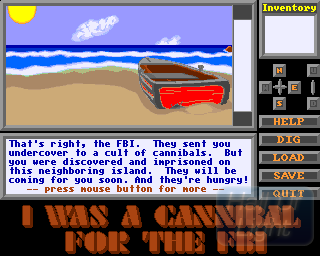 Inventory
N
E
S
HELP
DIG
LOAD
SAVE
QUIT
That's right, the FBI. They sent you
undercover to a cult of cannibals. But
you were discovered and imprisoned on
this neighboring island. They will be
coming for you soon. And they're hungry!
-- press mouse button for more --
I WAS A CANNIBAL
FOR THE FBI